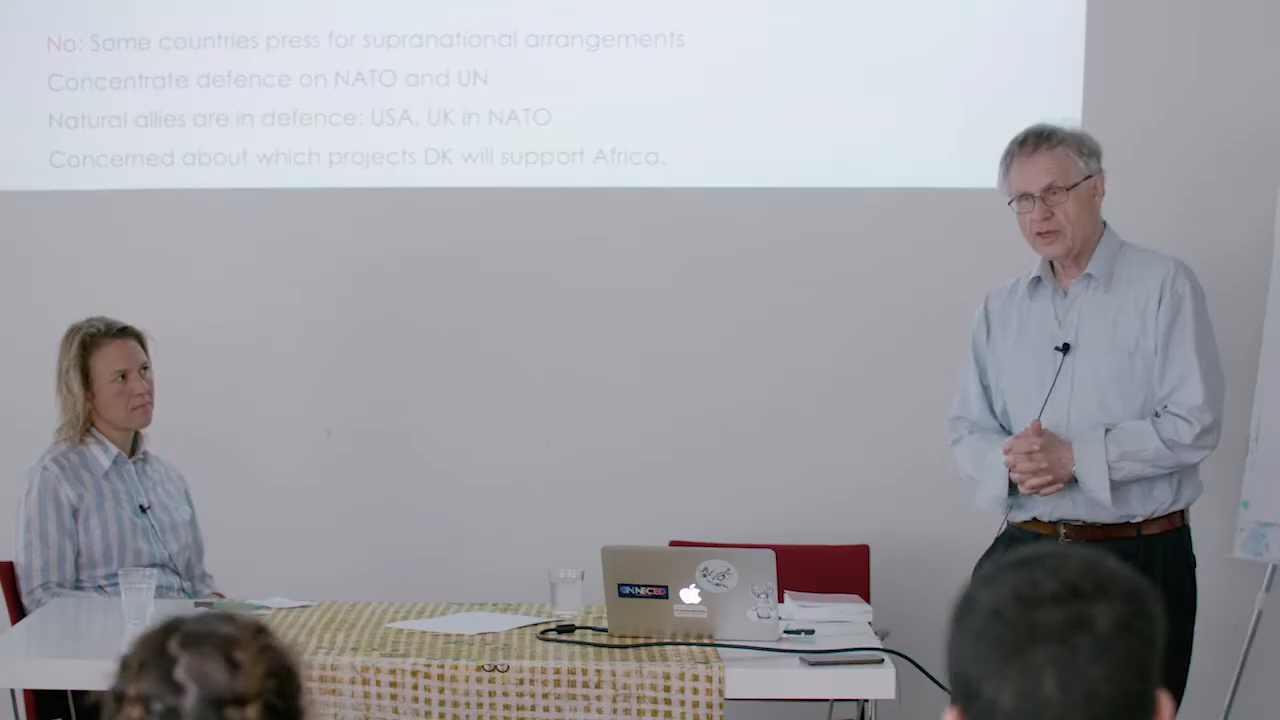 No: Some countries press for supranational arrangements
Concentrate defence on NATO and UN
Natural allies are in defence: USA, UK in NATO
Concerned about which projects DK will support Africa,